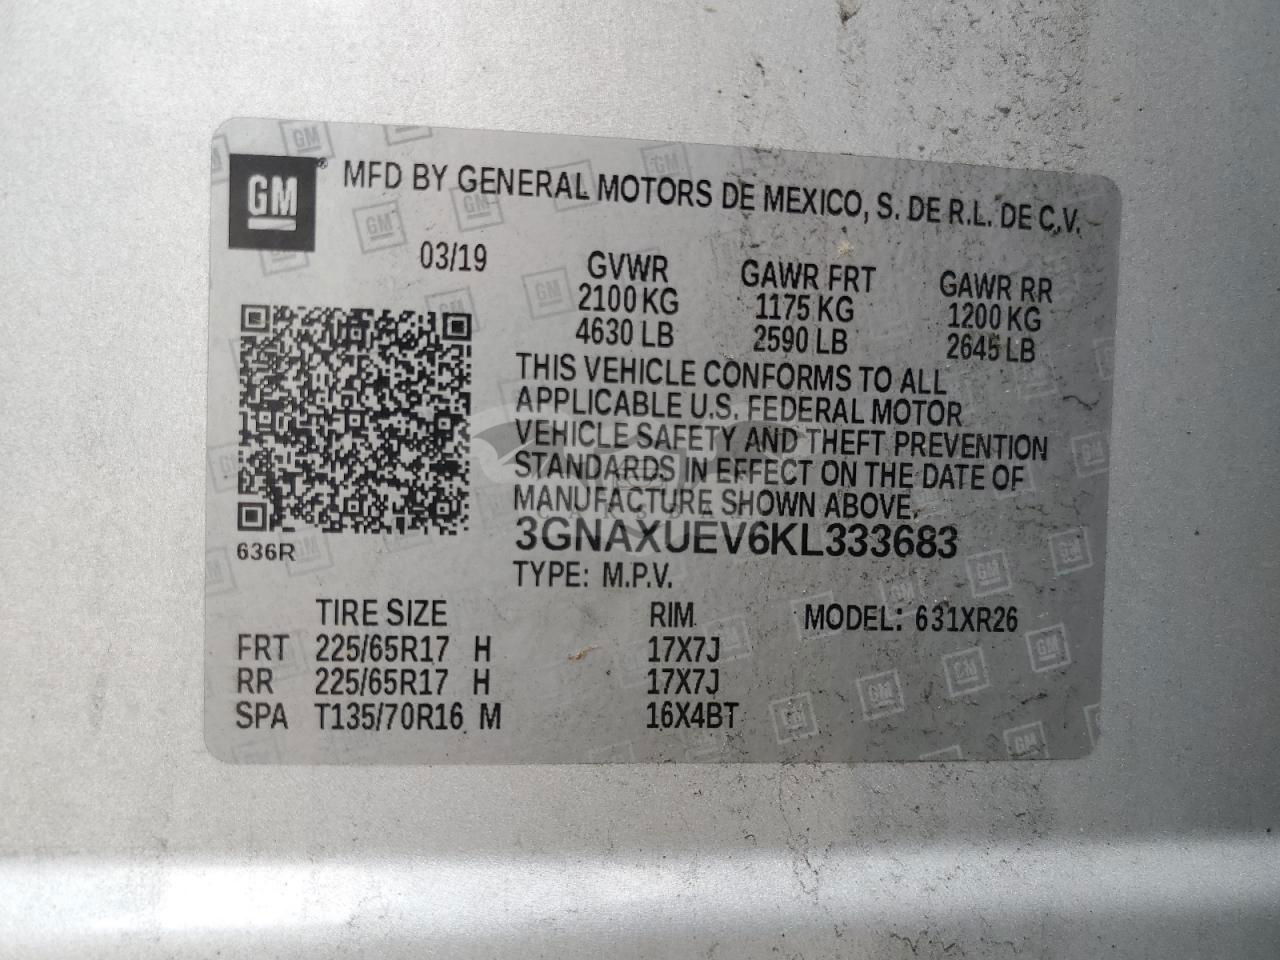 GM
MFD BY GENERAL MOTORS DE MEXICO, S. DE R.L. DE C.V.
03/19
GVWR GAWR FRT GAWR RR
2100 KG 1175 KG 1200 KG
4630 LB 2590 LB 2645 LB
THIS VEHICLE CONFORMS TO ALL
APPLICABLE U.S. FEDERAL MOTOR
VEHICLE SAFETY AND THEFT PREVENTION
STANDARDS IN EFFECT ON THE DATE OF
MANUFACTURE SHOWN ABOVE.
3GNAXUEV6KL333683
636R
TYPE: M.P.V.
TIRE SIZE RIM MODEL: 631XR26
FRT 225/65R17 H 17X7J
RR 225/65R17 H 17X7J
SPA T135/70R16 M 16X4BT